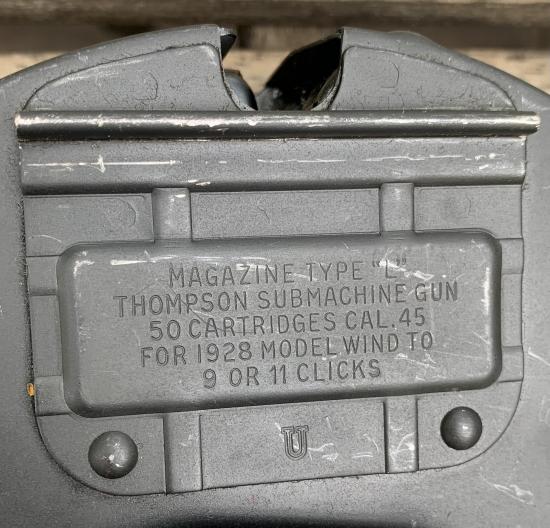 MAGAZINE TYPE "L"
THOMPSON SUBMACHINE GUN
50 CARTRIDGES CAL. 45
FOR 1928 MODEL WIND TO
9 OR 11 CLICKS
U